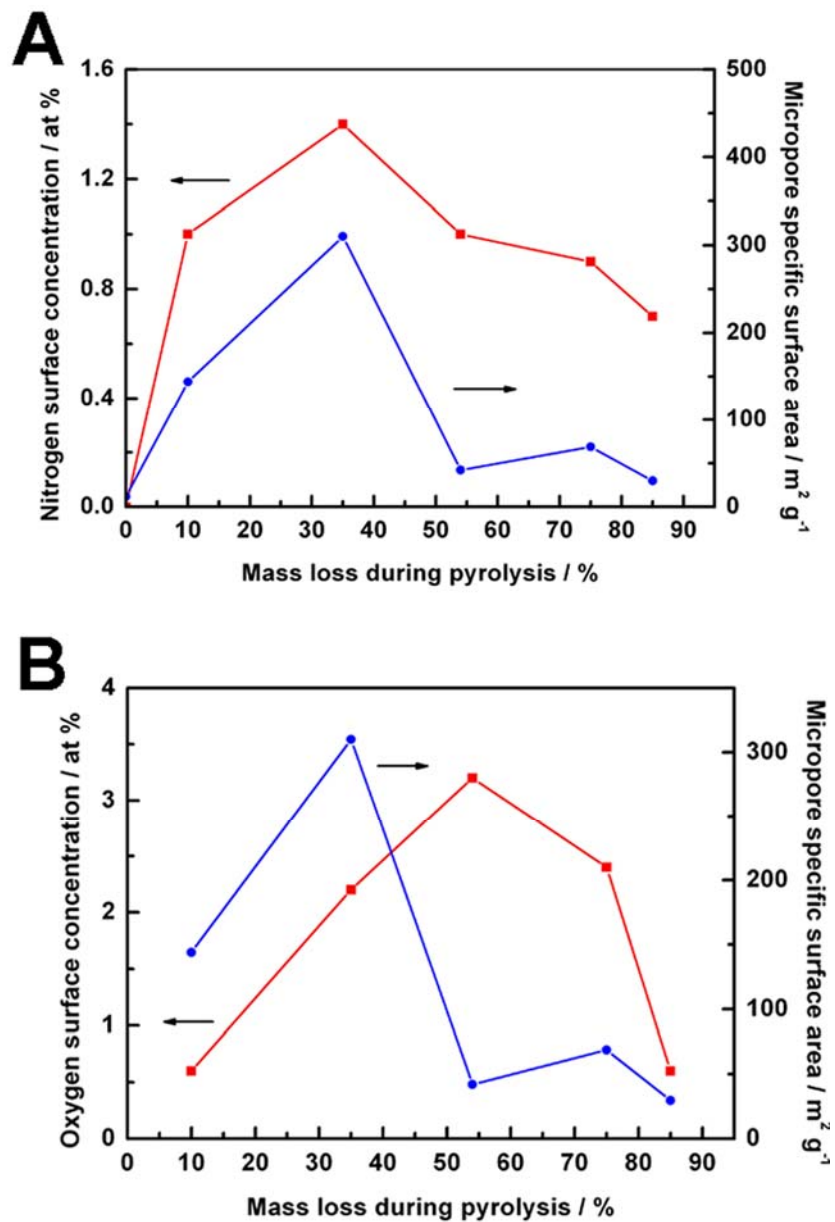 A
1.6
1.2
0.8
0.4
0.0
Nitrogen surface concentration / at %
500
400
300
200
100
0
Micropore specific surface area / m² g⁻¹
0 10 20 30 40 50 60 70 80 90
Mass loss during pyrolysis / %
B
4
3
2
1
0
Oxygen surface concentration / at %
300
200
100
0
Micropore specific surface area / m² g⁻¹
0 10 20 30 40 50 60 70 80 90
Mass loss during pyrolysis / %